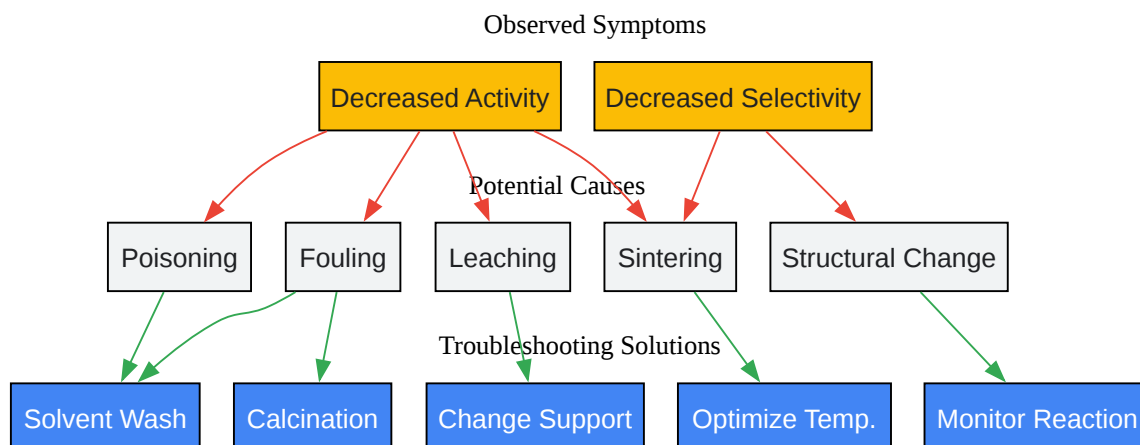 Observed Symptoms
Decreased Activity
Decreased Selectivity
Potential Causes
Poisoning
Fouling
Leaching
Sintering
Structural Change
Troubleshooting Solutions
Solvent Wash
Calcination
Change Support
Optimize Temp.
Monitor Reaction